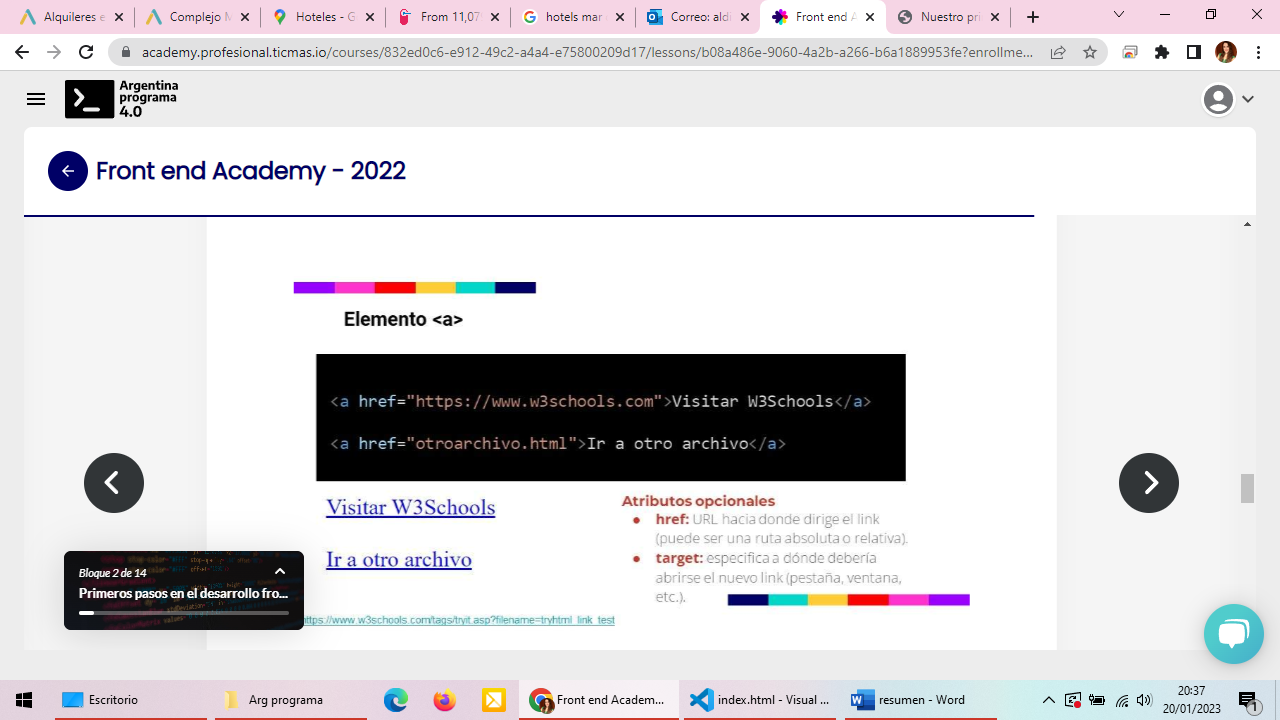 Alquileres e
Complejo M
Hoteles - G
From 11,07
hotels mar
Correo: aldi
Front end A
Nuestro pri
academy.profesional.ticmas.io/courses/832ed0c6-e912-49c2-a4a4-e75800209d17/lessons/b08a486e-9060-4a2b-a266-b6a1889953fe?enrollme...
Argentina
programa
4.0
Front end Academy - 2022
Elemento <a>
<a href="https://www.w3schools.com">Visitar W3Schools</a>
<a href="otroarchivo.html">Ir a otro archivo</a>
Visitar W3Schools
Ir a otro archivo
Atributos opcionales
● href: URL hacia donde dirige el link
(puede ser una ruta absoluta o relativa).
● target: especifica a dónde debería
abrirse el nuevo link (pestaña, ventana,
etc.).
Bloque 2 de 14
Primeros pasos en el desarrollo fro...
https://www.w3schools.com/tags/tryit.asp?filename=tryhtml_link_test
Escritorio
Arg programa
Front end Academ...
index.html - Visual ...
resumen - Word
20:37
20/01/2023
1